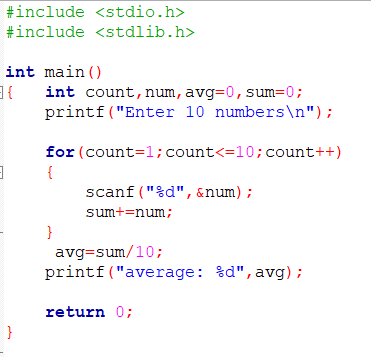 #include <stdio.h>
#include <stdlib.h>
int main()
{   int count,num,avg=0,sum=0;
    printf("Enter 10 numbers\n");
    for(count=1;count<=10;count++)
    {
        scanf("%d",&num);
        sum+=num;
    }
     avg=sum/10;
    printf("average: %d",avg);
    return 0;
}